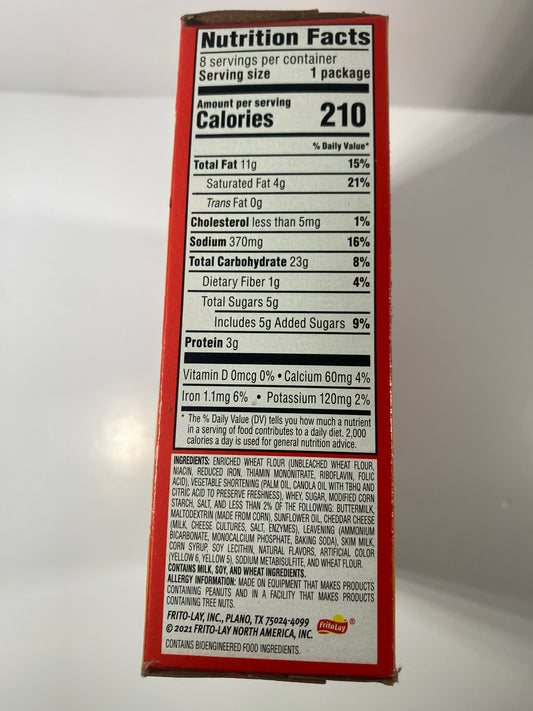 Nutrition Facts
8 servings per container
Serving size 1 package
Amount per serving
Calories 210
% Daily Value*
Total Fat 11g 15%
Saturated Fat 4g 21%
Trans Fat 0g
Cholesterol less than 5mg 1%
Sodium 370mg 16%
Total Carbohydrate 23g 8%
Dietary Fiber 1g 4%
Total Sugars 5g
Includes 5g Added Sugars 9%
Protein 3g
Vitamin D 0mcg 0% • Calcium 60mg 4%
Iron 1.1mg 6% • Potassium 120mg 2%
* The % Daily Value (DV) tells you how much a nutrient
in a serving of food contributes to a daily diet. 2,000
calories a day is used for general nutrition advice.
INGREDIENTS: ENRICHED WHEAT FLOUR (UNBLEACHED WHEAT FLOUR,
NIACIN, REDUCED IRON, THIAMIN MONONITRATE, RIBOFLAVIN, FOLIC
ACID), VEGETABLE SHORTENING (PALM OIL, CANOLA OIL WITH TBHQ AND
CITRIC ACID TO PRESERVE FRESHNESS), WHEY, SUGAR, MODIFIED CORN
STARCH, SALT, AND LESS THAN 2% OF THE FOLLOWING: BUTTERMILK,
MALTODEXTRIN (MADE FROM CORN), SUNFLOWER OIL, CHEDDAR CHEESE
(MILK, CHEESE CULTURES, SALT, ENZYMES), LEAVENING (AMMONIUM
BICARBONATE, MONOCALCIUM PHOSPHATE, BAKING SODA), SKIM MILK,
CORN SYRUP, SOY LECITHIN, NATURAL FLAVORS, ARTIFICIAL COLOR
(YELLOW 6, YELLOW 5), SODIUM METABISULFITE, AND WHEAT FLOUR.
CONTAINS MILK, SOY, AND WHEAT INGREDIENTS.
ALLERGY INFORMATION: MADE ON EQUIPMENT THAT MAKES PRODUCTS
CONTAINING PEANUTS AND IN A FACILITY THAT MAKES PRODUCTS
CONTAINING TREE NUTS.
FRITO-LAY, INC., PLANO, TX 75024-4099
© 2021 FRITO-LAY NORTH AMERICA, INC.
FritoLay ®
CONTAINS BIOENGINEERED FOOD INGREDIENTS.